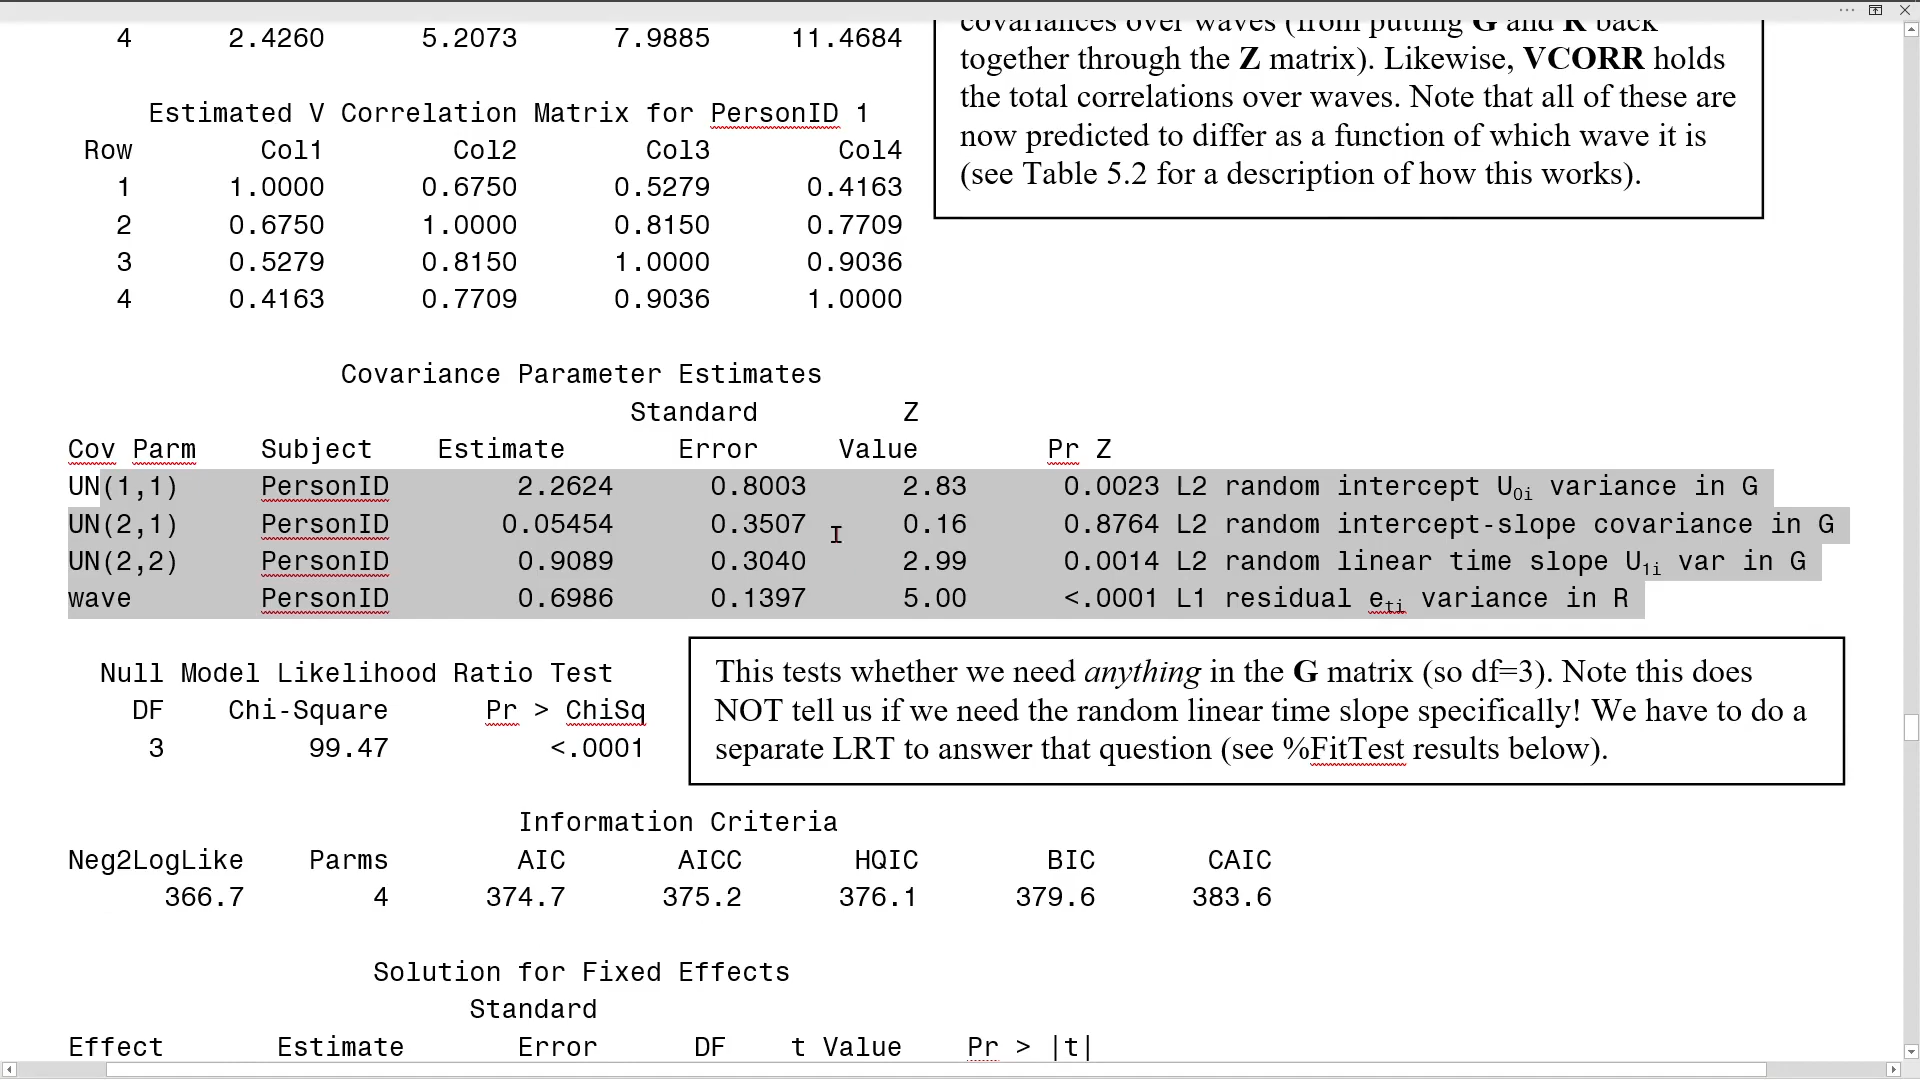 covariances over waves (from putting G and R back
4 2.4260 5.2073 7.9885 11.4684
together through the Z matrix). Likewise, VCORR holds
the total correlations over waves. Note that all of these are
now predicted to differ as a function of which wave it is
(see Table 5.2 for a description of how this works).
Estimated V Correlation Matrix for PersonID 1
Row Col1 Col2 Col3 Col4
1 1.0000 0.6750 0.5279 0.4163
2 0.6750 1.0000 0.8150 0.7709
3 0.5279 0.8150 1.0000 0.9036
4 0.4163 0.7709 0.9036 1.0000
Covariance Parameter Estimates
Standard Z
Cov Parm Subject Estimate Error Value Pr Z
UN(1,1) PersonID 2.2624 0.8003 2.83 0.0023 L2 random intercept U0i variance in G
UN(2,1) PersonID 0.05454 0.3507 0.16 0.8764 L2 random intercept-slope covariance in G
UN(2,2) PersonID 0.9089 0.3040 2.99 0.0014 L2 random linear time slope U1i var in G
wave PersonID 0.6986 0.1397 5.00 <.0001 L1 residual eti variance in R
Null Model Likelihood Ratio Test
DF Chi-Square Pr > ChiSq
3 99.47 <.0001
This tests whether we need anything in the G matrix (so df=3). Note this does
NOT tell us if we need the random linear time slope specifically! We have to do a
separate LRT to answer that question (see %FitTest results below).
Information Criteria
Neg2LogLike Parms AIC AICC HQIC BIC CAIC
366.7 4 374.7 375.2 376.1 379.6 383.6
Solution for Fixed Effects
Standard
Effect Estimate Error DF t Value Pr > |t|